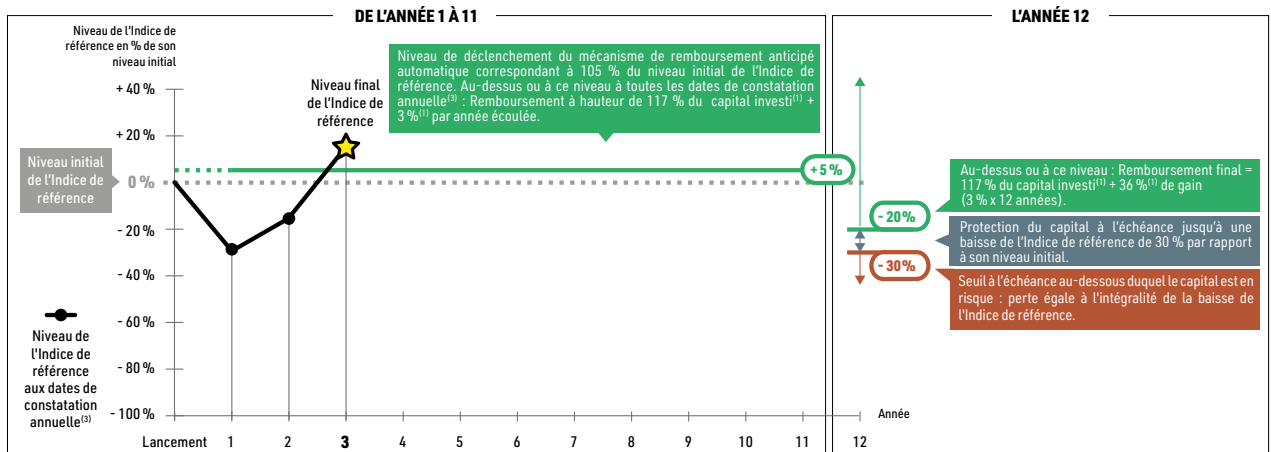 DE L'ANNÉE 1 À 11
L'ANNÉE 12
Niveau de l'Indice de
référence en % de son
niveau initial
+ 40 %
+ 20 %
0 %
- 20 %
- 40 %
- 60 %
- 80 %
- 100 %
Niveau initial
de l'Indice de
référence
Niveau final
de l'Indice de
référence
Niveau de déclenchement du mécanisme de remboursement anticipé
automatique correspondant à 105 % du niveau initial de l'Indice de
référence. Au-dessus ou à ce niveau à toutes les dates de constatation
annuelle(3) : Remboursement à hauteur de 117 % du capital investi(1) +
3 %(1) par année écoulée.
+ 5 %
Au-dessus ou à ce niveau : Remboursement final =
117 % du capital investi(1) + 36 %(1) de gain
(3 % x 12 années).
- 20%
Protection du capital à l'échéance jusqu'à une
baisse de l'Indice de référence de 30 % par rapport
à son niveau initial.
- 30%
Seuil à l'échéance au-dessous duquel le capital est en
risque : perte égale à l'intégralité de la baisse de
l'Indice de référence.
Niveau de
l'Indice de
référence
aux dates de
constatation
annuelle(3)
Année
Lancement 1 2 3 4 5 6 7 8 9 10 11 12